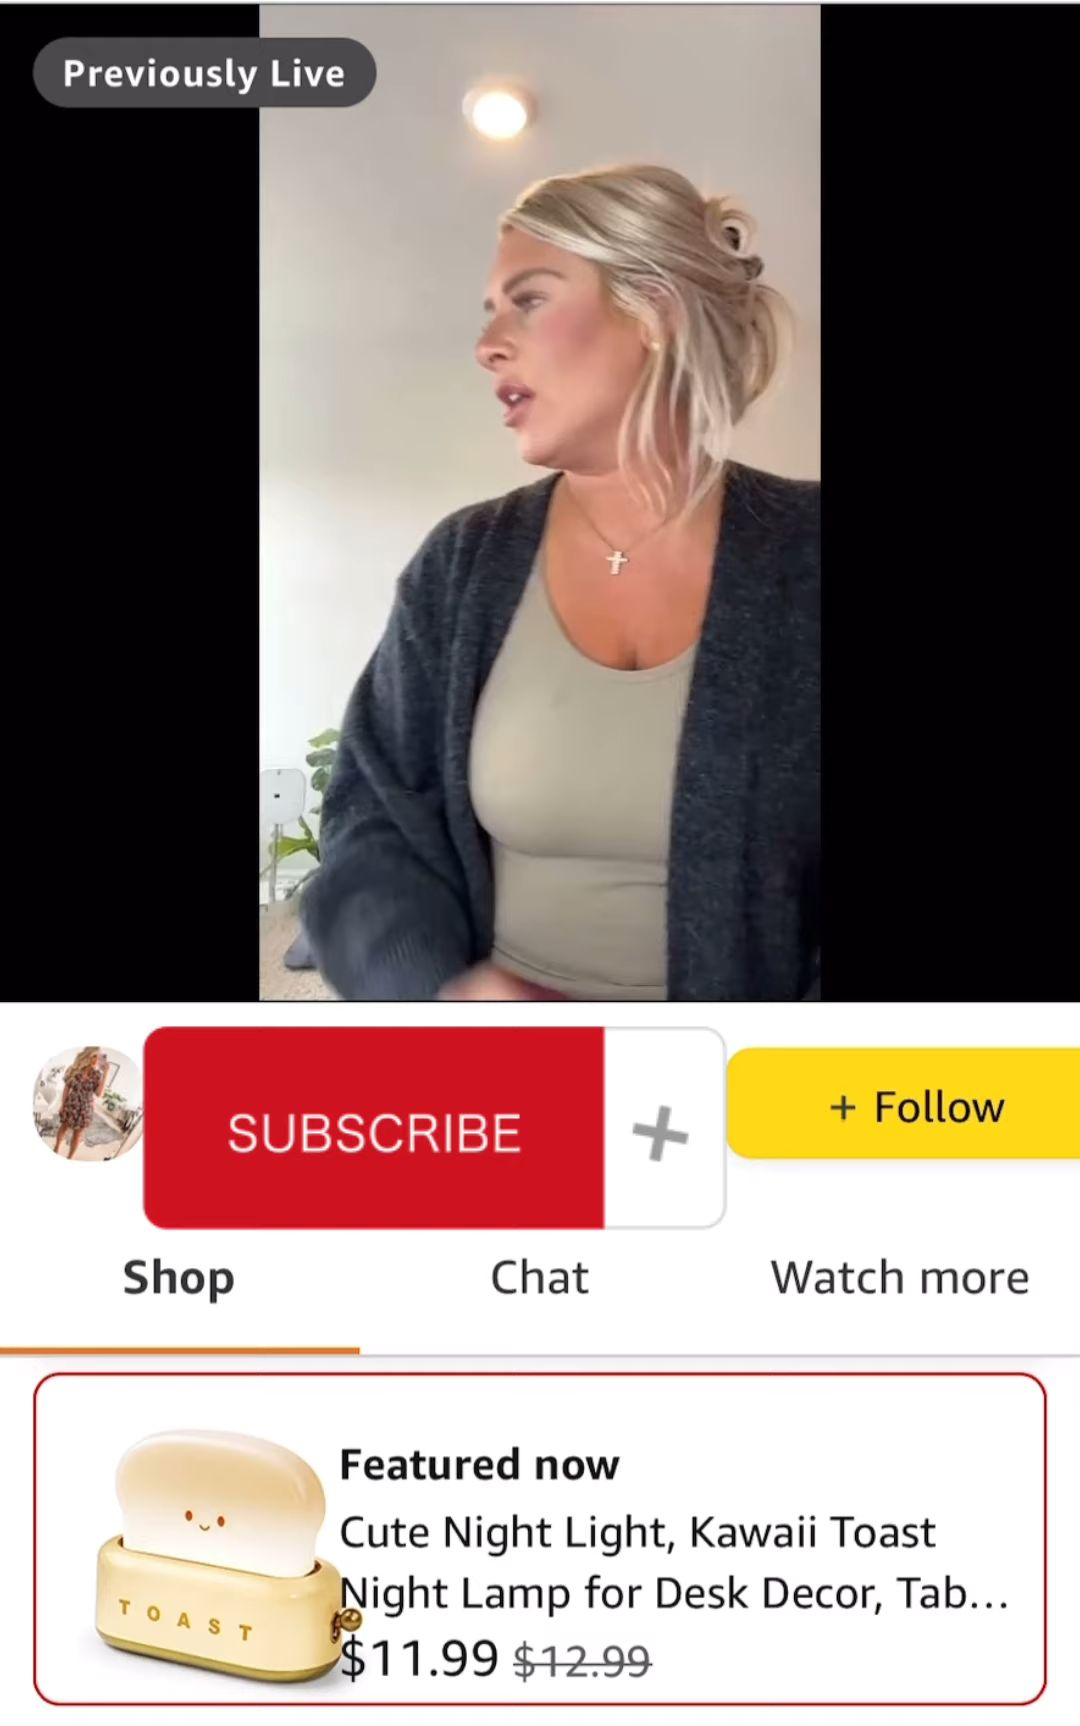 Previously Live
SUBSCRIBE
+ Follow
Shop
Chat
Watch more
Featured now
Cute Night Light, Kawaii Toast
Night Lamp for Desk Decor, Tab...
TOAST
$11.99 $12.99